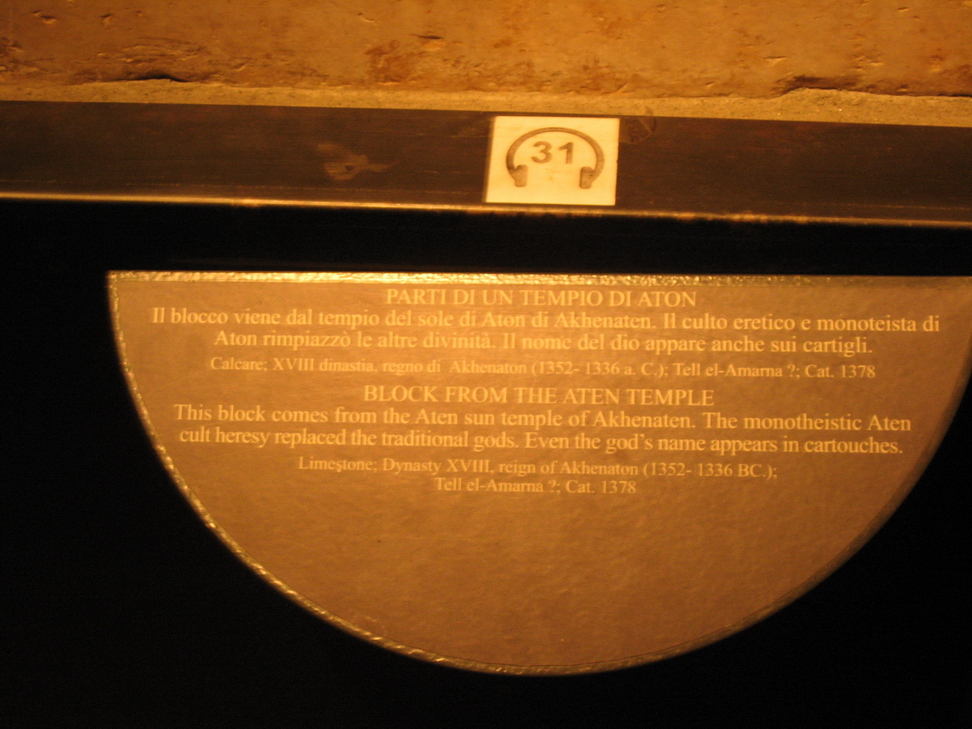 31
PARTI DI UN TEMPIO DI ATON
Il blocco viene dal tempio del sole di Aton di Akhenaten. Il culto eretico e monoteista di
Aton rimpiazzò le altre divinità. Il nome del dio appare anche sui cartigli.
Calcare; XVIII dinastia, regno di Akhenaton (1352- 1336 a. C.); Tell el-Amarna ?; Cat. 1378
BLOCK FROM THE ATEN TEMPLE
This block comes from the Aten sun temple of Akhenaten. The monotheistic Aten
cult heresy replaced the traditional gods. Even the god's name appears in cartouches.
Limestone; Dynasty XVIII, reign of Akhenaton (1352- 1336 BC.);
Tell el-Amarna ?; Cat. 1378